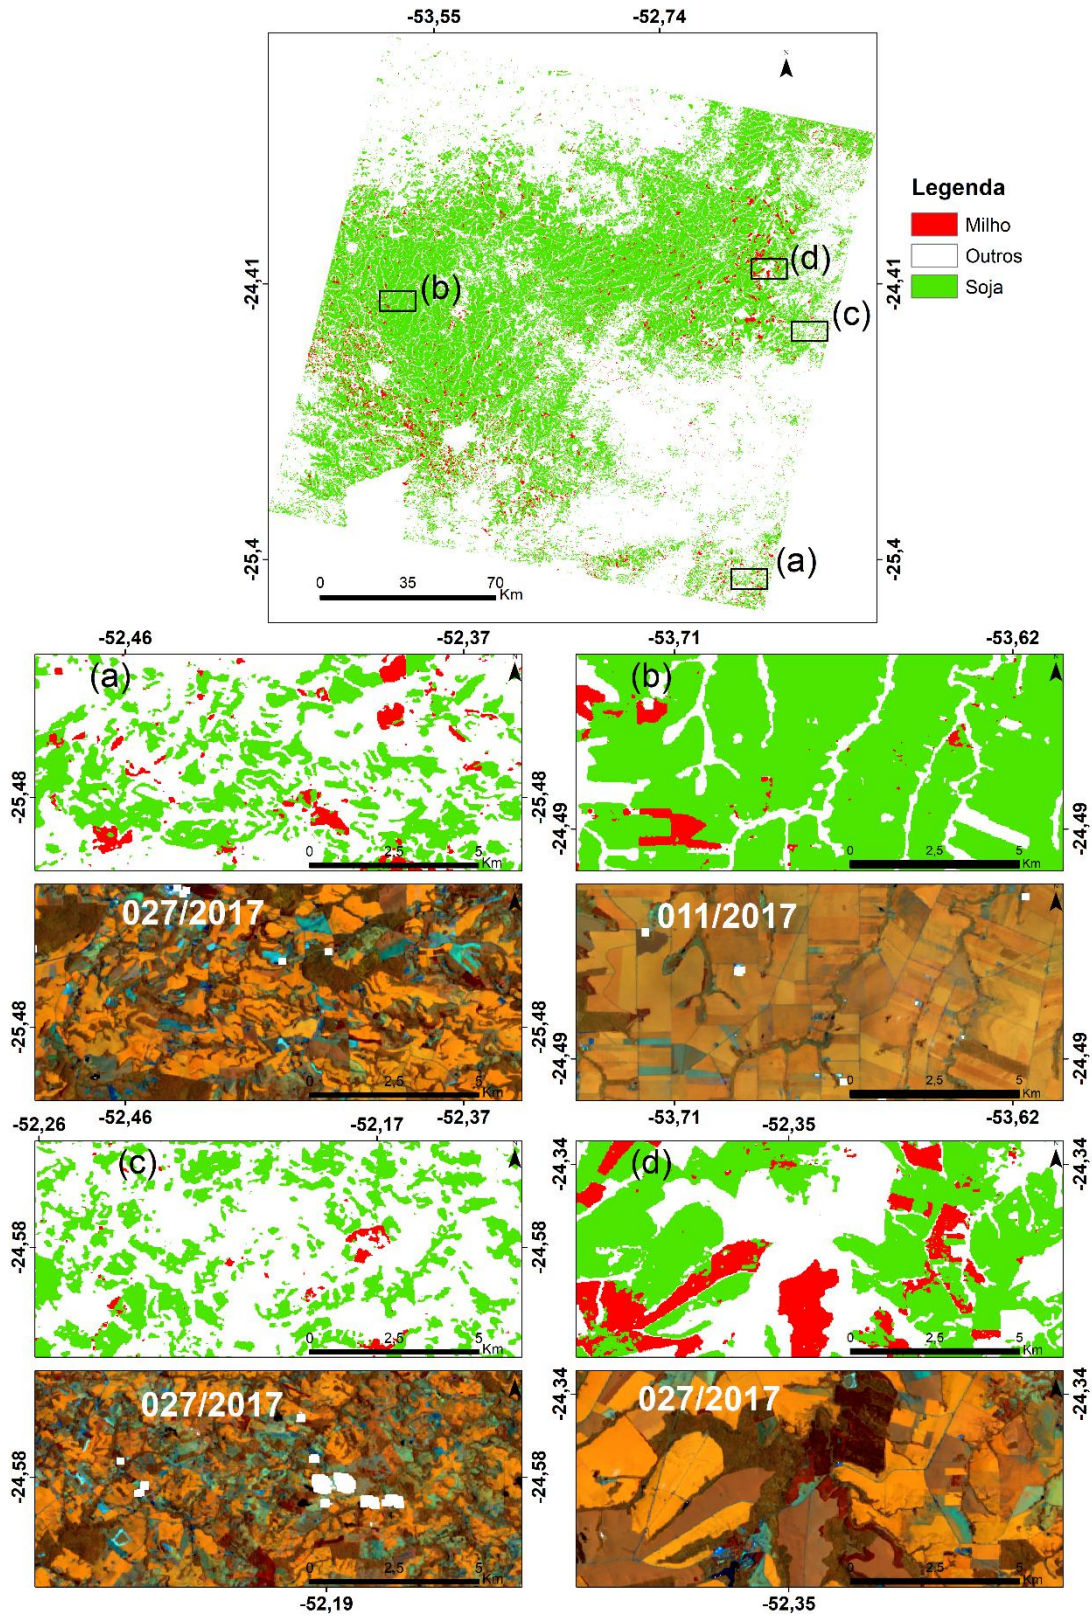 -53,55 -52,74
N
Legenda
Milho
Outros
Soja
-24,41 -24,41
(b) (d)
(c)
-25,4 -25,4
(a)
0 35 70
Km
-52,46 -52,37 -53,71 -53,62
(a) (b)
-25,48 -25,48 -24,49 -24,49
0 2,5 5 0 2,5 5
Km Km
027/2017 011/2017
-25,48 -25,48 -24,49 -24,49
0 2,5 5 0 2,5 5
Km Km
-52,46 -52,37 -53,71 -53,62
-52,26 -52,17 -52,35
(c) (d)
-24,34 -24,34
-24,58 -24,58
0 2,5 5 0 2,5 5
Km Km
027/2017 027/2017
-24,34 -24,34
-24,58 -24,58
0 2,5 5 0 2,5 5
Km Km
-52,19 -52,35